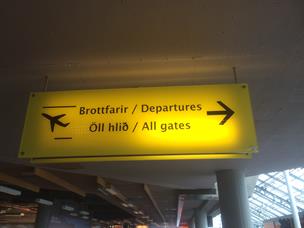 Brottfarir / Departures
Öll hlið / All gates